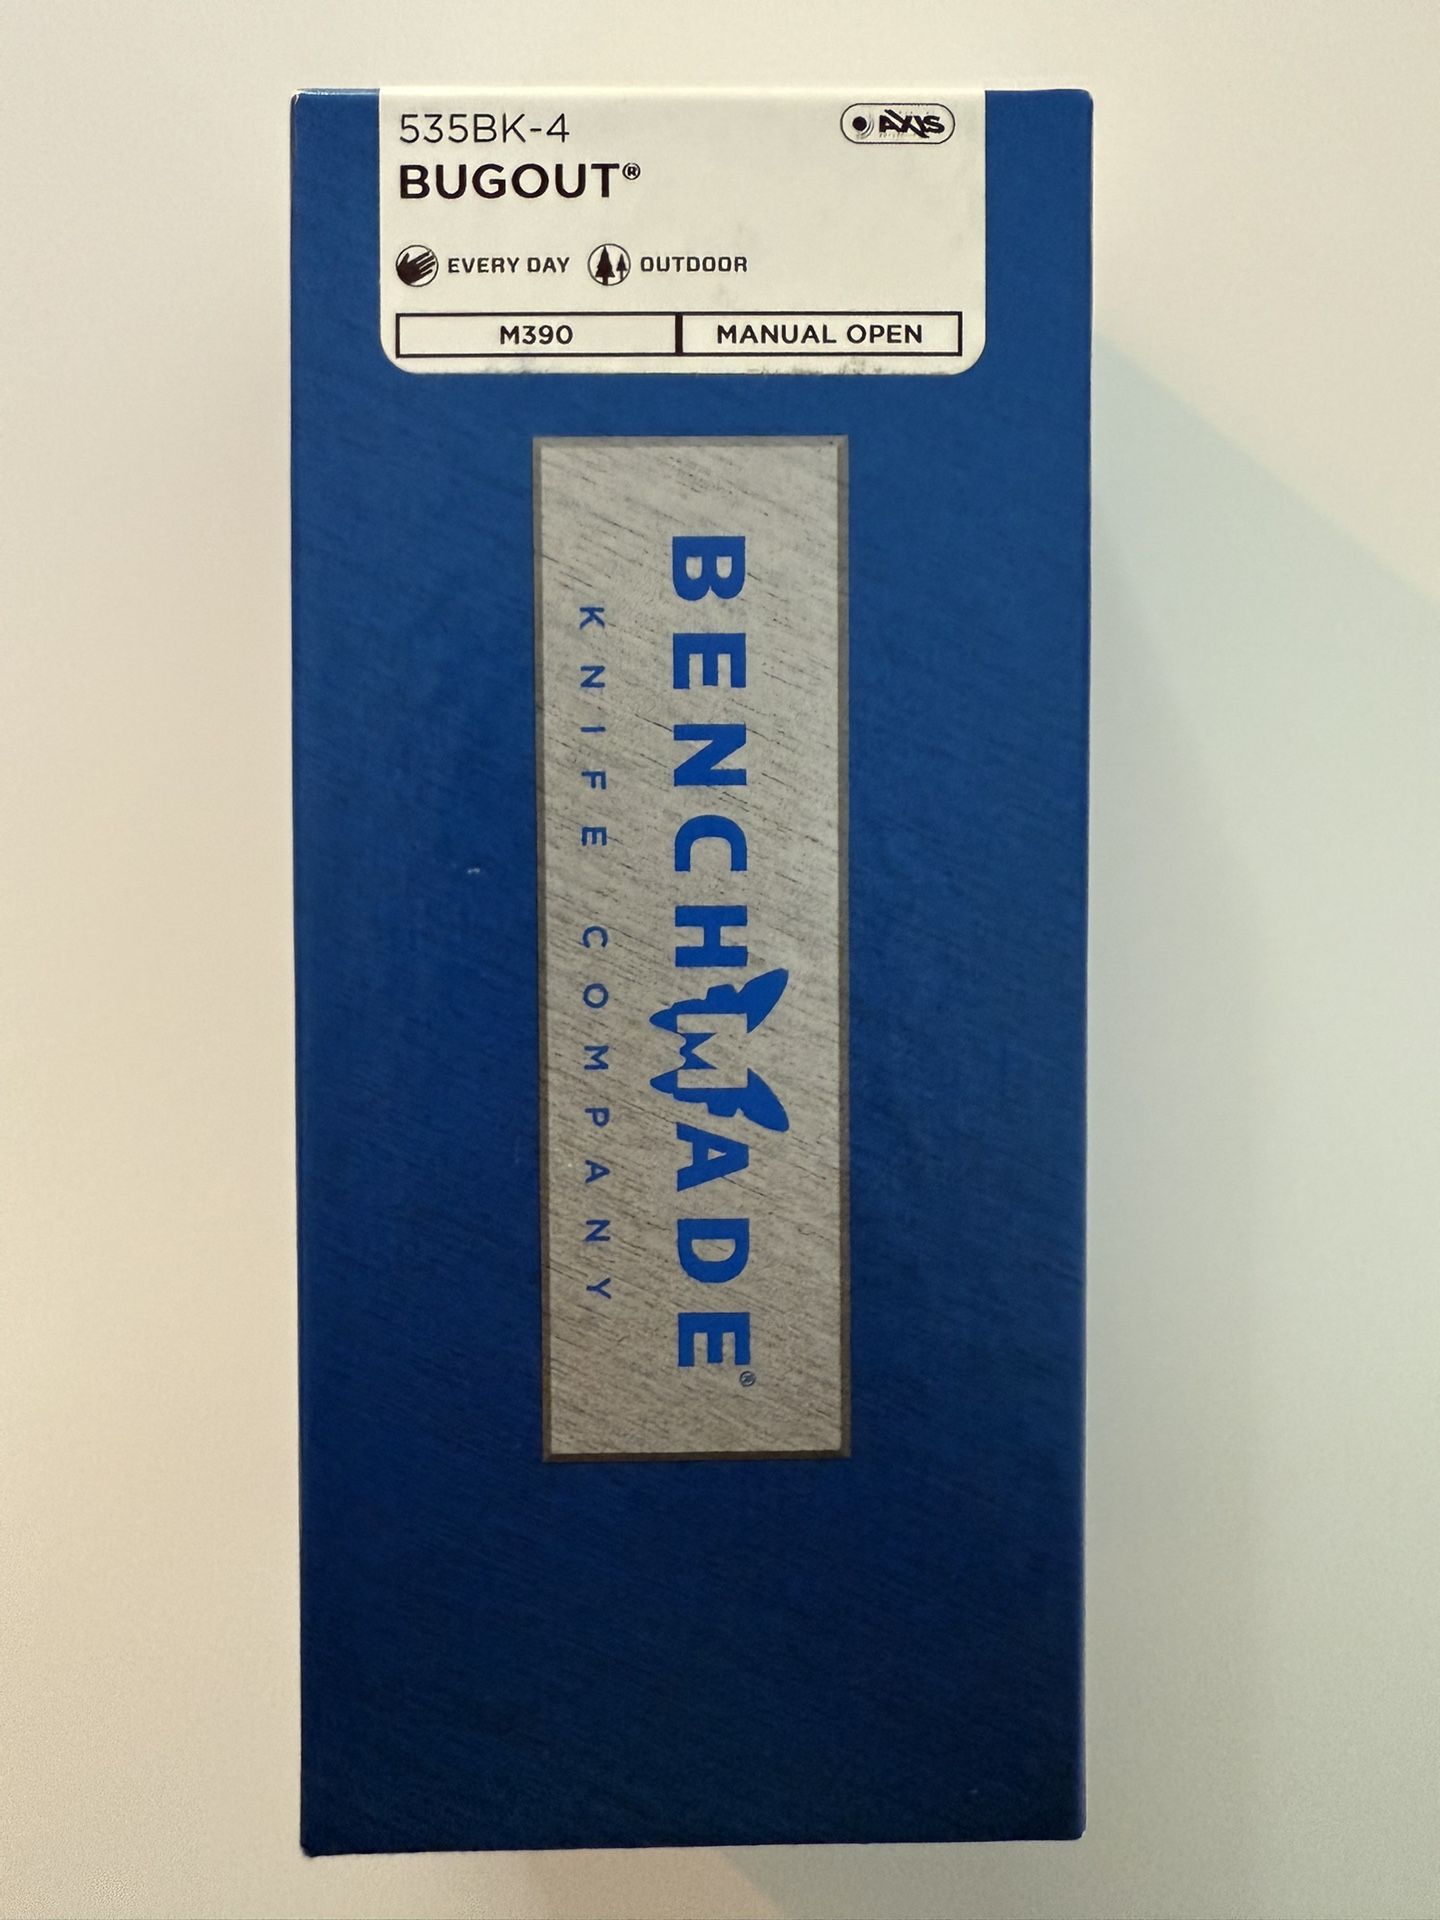 535BK-4
AXIS
BUGOUT®
EVERY DAY
OUTDOOR
M390
MANUAL OPEN
BENCHMADE®
KNIFE COMPANY